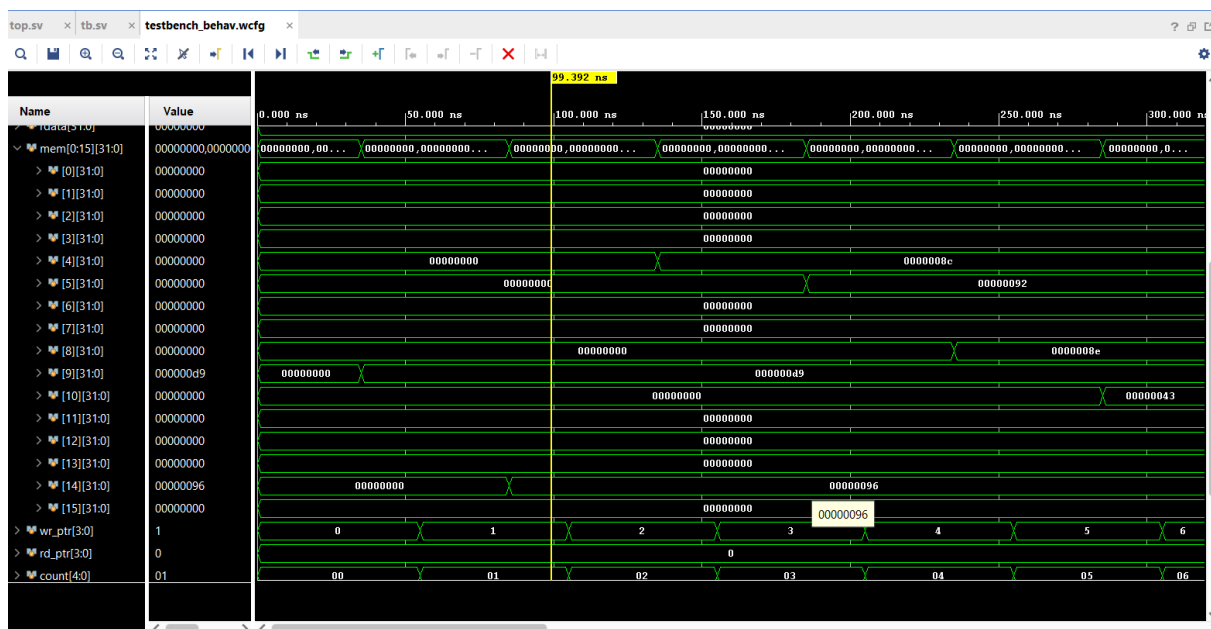 top.sv × tb.sv × testbench_behav.wcfg ×
99.392 ns
Name Value 0.000 ns 50.000 ns 100.000 ns 150.000 ns 200.000 ns 250.000 ns 300.000 ns
rdata[31:0] 00000000 00000000
mem[0:15][31:0] 00000000,0000000 00000000,00... 00000000,00000000... 00000000,00000000... 00000000,00000000... 00000000,00000000... 00000000,00000000... 00000000,0...
[0][31:0] 00000000 00000000
[1][31:0] 00000000 00000000
[2][31:0] 00000000 00000000
[3][31:0] 00000000 00000000
[4][31:0] 00000000 00000000 0000008c
[5][31:0] 00000000 00000000 00000092
[6][31:0] 00000000 00000000
[7][31:0] 00000000 00000000
[8][31:0] 00000000 00000000 0000008e
[9][31:0] 000000d9 00000000 000000d9
[10][31:0] 00000000 00000000 00000043
[11][31:0] 00000000 00000000
[12][31:0] 00000000 00000000
[13][31:0] 00000000 00000000
[14][31:0] 00000096 00000000 00000096
[15][31:0] 00000000 00000000
00000096
wr_ptr[3:0] 1 0 1 2 3 4 5 6
rd_ptr[3:0] 0 0
count[4:0] 01 00 01 02 03 04 05 06